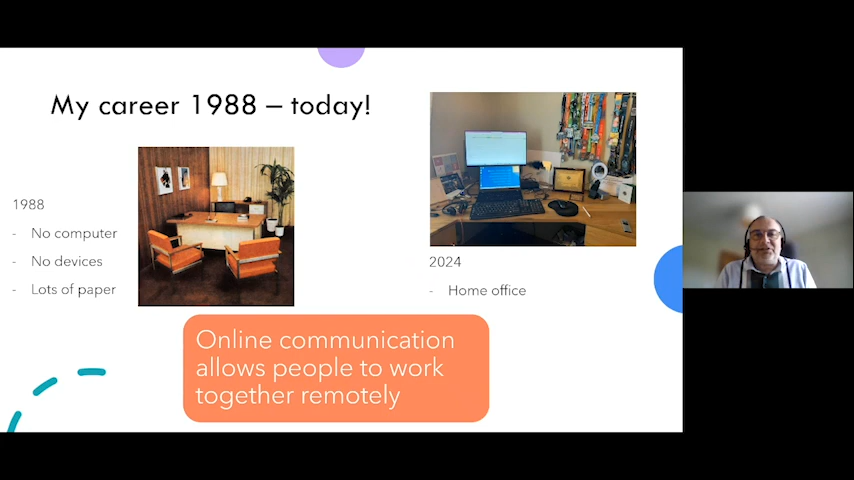 My career 1988 – today!
1988
- No computer
- No devices
- Lots of paper
2024
- Home office
Online communication
allows people to work
together remotely